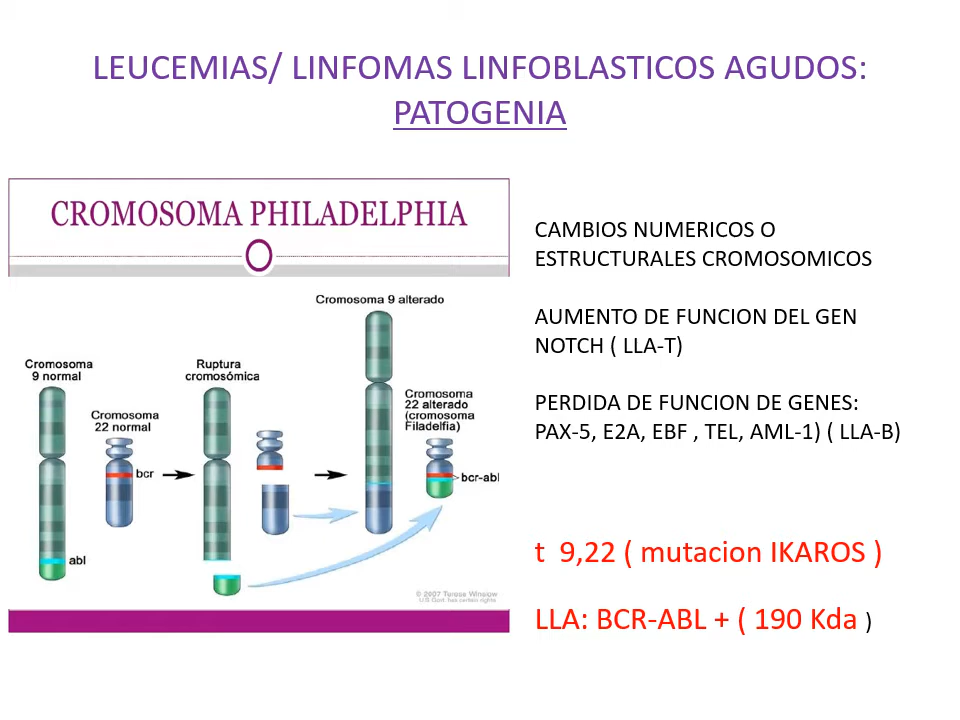 LEUCEMIAS/ LINFOMAS LINFOBLASTICOS AGUDOS:
PATOGENIA
CROMOSOMA PHILADELPHIA
Cromosoma 9 alterado
Cromosoma
9 normal
Cromosoma
22 normal
bcr
abl
Ruptura
cromosómica
Cromosoma
22 alterado
(cromosoma
Filadelfia)
bcr-abl
© 2007 Terese Winslow
U.S. Govt. has certain rights
CAMBIOS NUMERICOS O
ESTRUCTURALES CROMOSOMICOS
AUMENTO DE FUNCION DEL GEN
NOTCH ( LLA-T)
PERDIDA DE FUNCION DE GENES:
PAX-5, E2A, EBF , TEL, AML-1) ( LLA-B)
t 9,22 ( mutacion IKAROS )
LLA: BCR-ABL + ( 190 Kda )